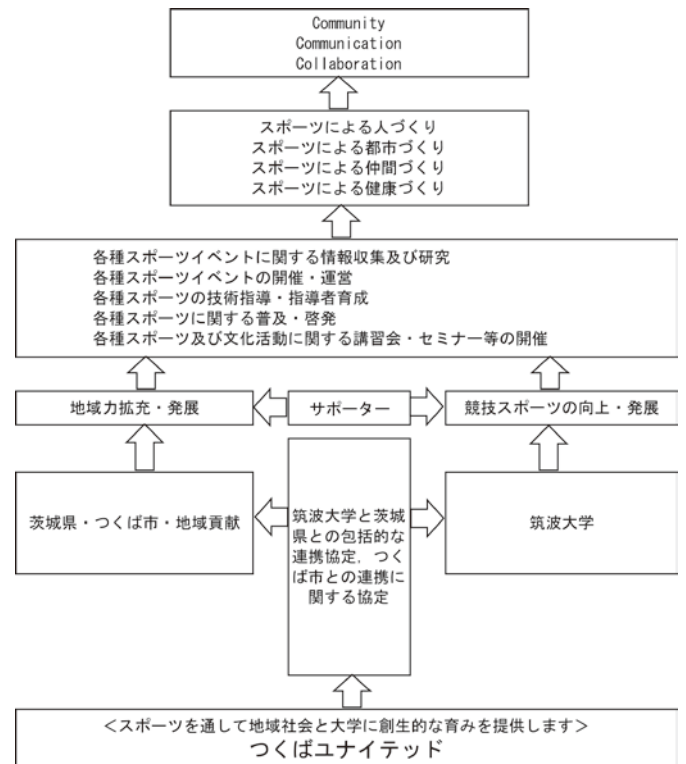 Community
Communication
Collaboration
スポーツによる人づくり
スポーツによる都市づくり
スポーツによる仲間づくり
スポーツによる健康づくり
各種スポーツイベントに関する情報収集及び研究
各種スポーツイベントの開催・運営
各種スポーツの技術指導・指導者育成
各種スポーツに関する普及・啓発
各種スポーツ及び文化活動に関する講習会・セミナー等の開催
地域力拡充・発展
サポーター
競技スポーツの向上・発展
茨城県・つくば市・地域貢献
筑波大学と茨城
県との包括的な
連携協定，つく
ば市との連携に
関する協定
筑波大学
＜スポーツを通して地域社会と大学に創生的な育みを提供します＞
つくばユナイテッド